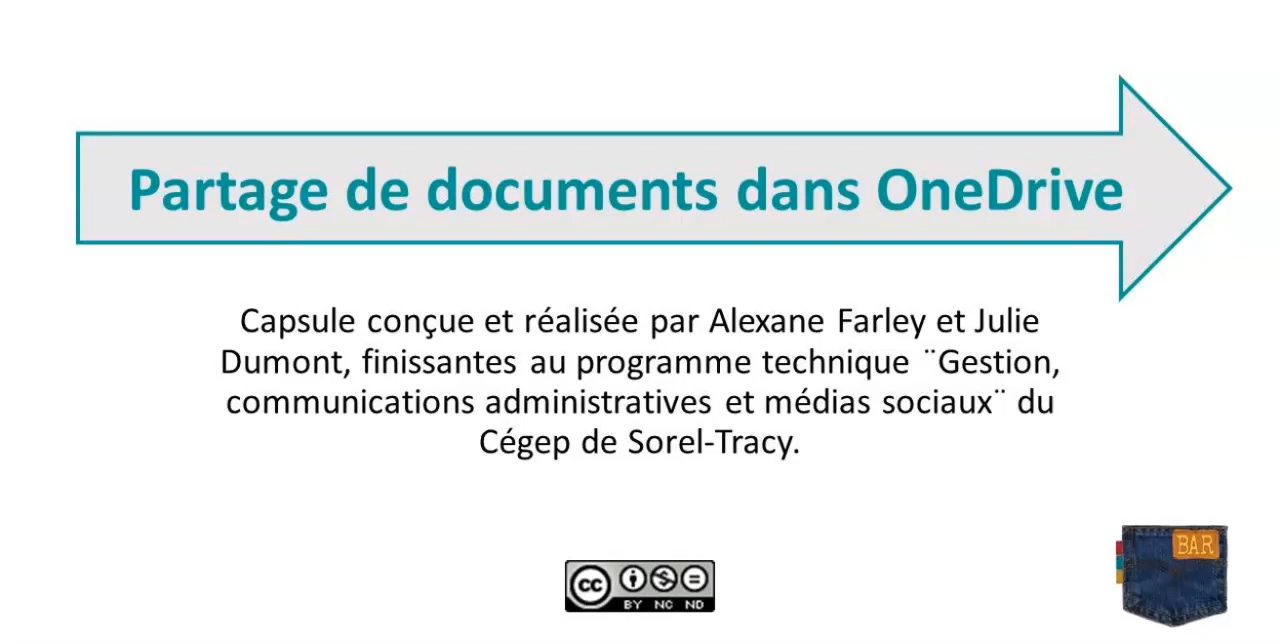 Partage de documents dans OneDrive
Capsule conçue et réalisée par Alexane Farley et Julie
Dumont, finissantes au programme technique ¨Gestion,
communications administratives et médias sociaux¨ du
Cégep de Sorel-Tracy.
BAR
cc
BY NC ND